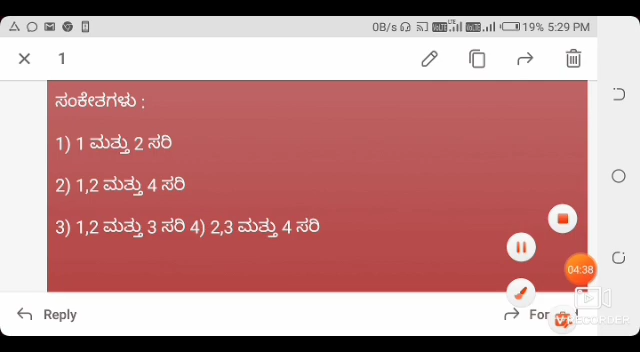 0B/s 19% 5:29 PM
1
ಸಂಕೇತಗಳು :
1) 1 ಮತ್ತು 2 ಸರಿ
2) 1,2 ಮತ್ತು 4 ಸರಿ
3) 1,2 ಮತ್ತು 3 ಸರಿ 4) 2,3 ಮತ್ತು 4 ಸರಿ
04:38
Reply